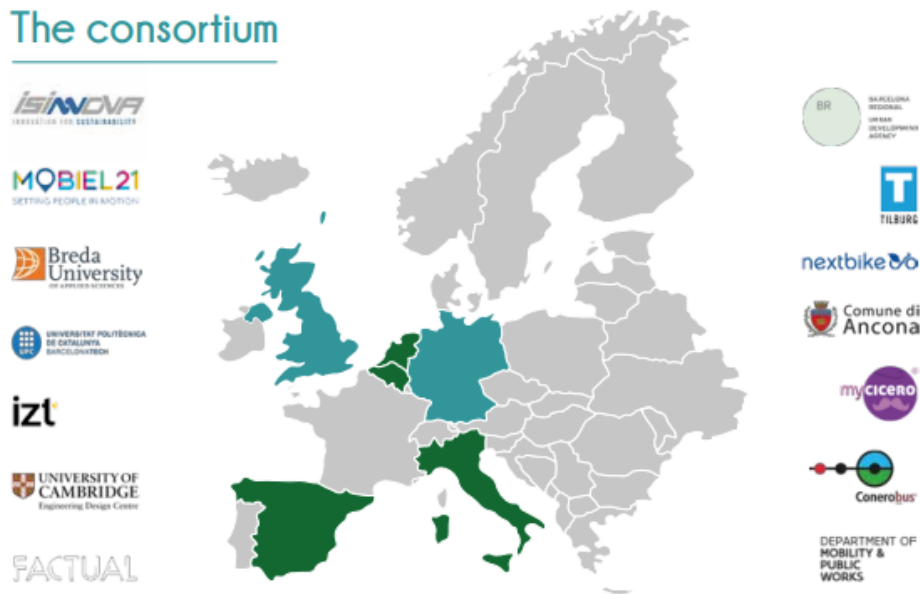 The consortium
isinnova
INNOVATION FOR SUSTAINABILITY
MOBIEL21
SETTING PEOPLE IN MOTION
Breda
University
OF APPLIED SCIENCES
UPC
UNIVERSITAT POLITÈCNICA
DE CATALUNYA
BARCELONATECH
izt
UNIVERSITY OF
CAMBRIDGE
Engineering Design Centre
FACTUAL
BR
BARCELONA
REGIONAL
URBAN
DEVELOPMENT
AGENCY
T
TILBURG
nextbike
Comune di
Ancona
mycicero®
Conerobus
DEPARTMENT OF
MOBILITY &
PUBLIC
WORKS